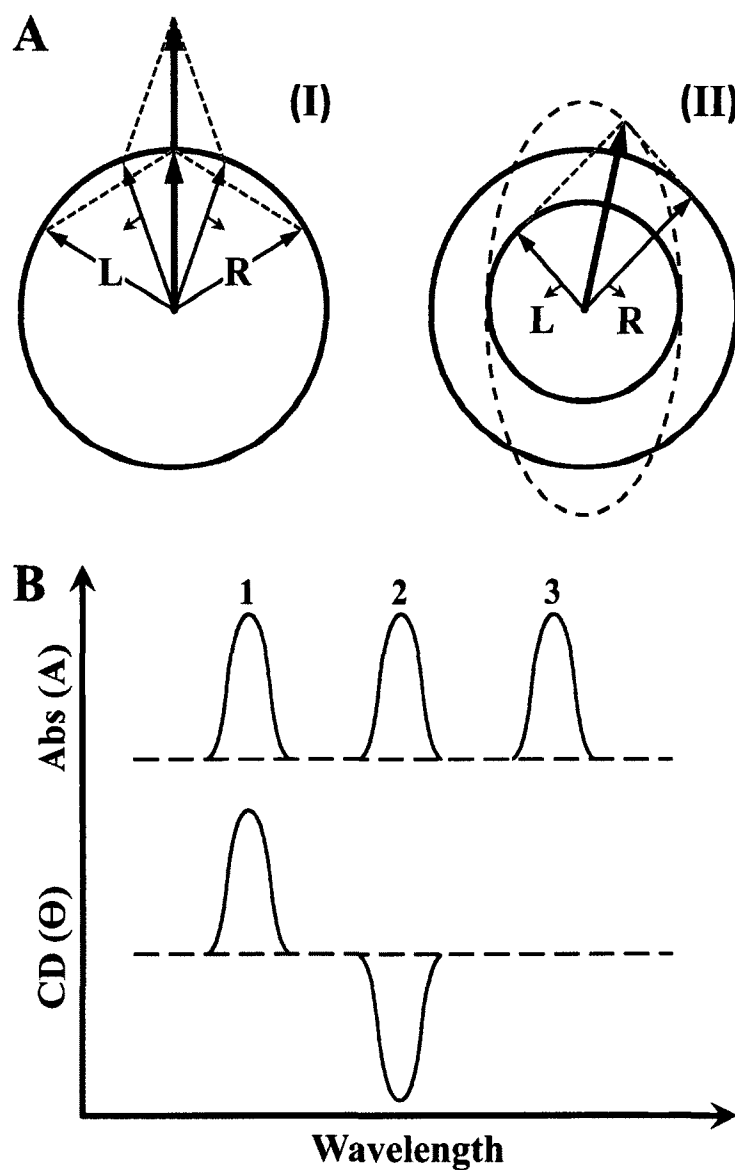 A
(I)
(II)
L R
L R
B
1 2 3
Abs (A)
CD (Θ)
Wavelength